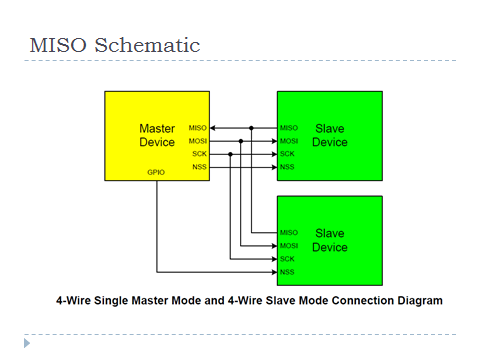 MISO Schematic
Master
Device
MISO
MOSI
SCK
NSS
GPIO
MISO
MOSI
SCK
NSS
Slave
Device
MISO
MOSI
SCK
NSS
Slave
Device
4-Wire Single Master Mode and 4-Wire Slave Mode Connection Diagram